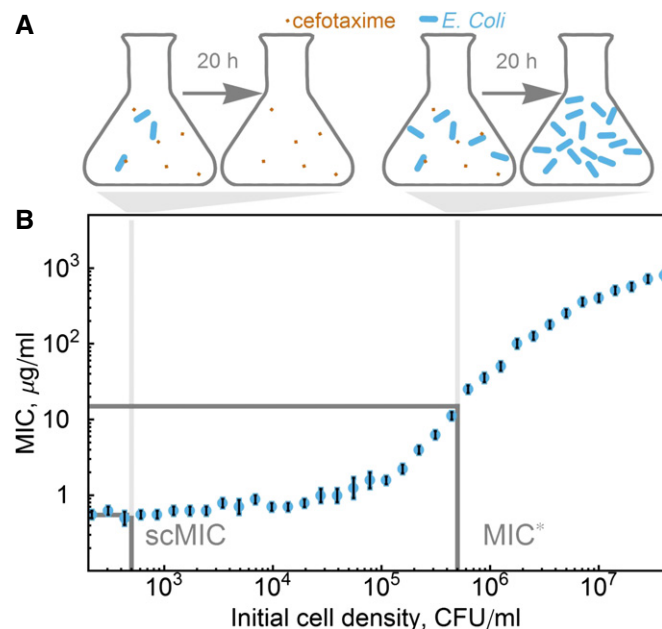 A
cefotaxime E. Coli
20 h
20 h
B
MIC, μg/ml
10³
10²
10
1
scMIC
MIC*
10³ 10⁴ 10⁵ 10⁶ 10⁷
Initial cell density, CFU/ml